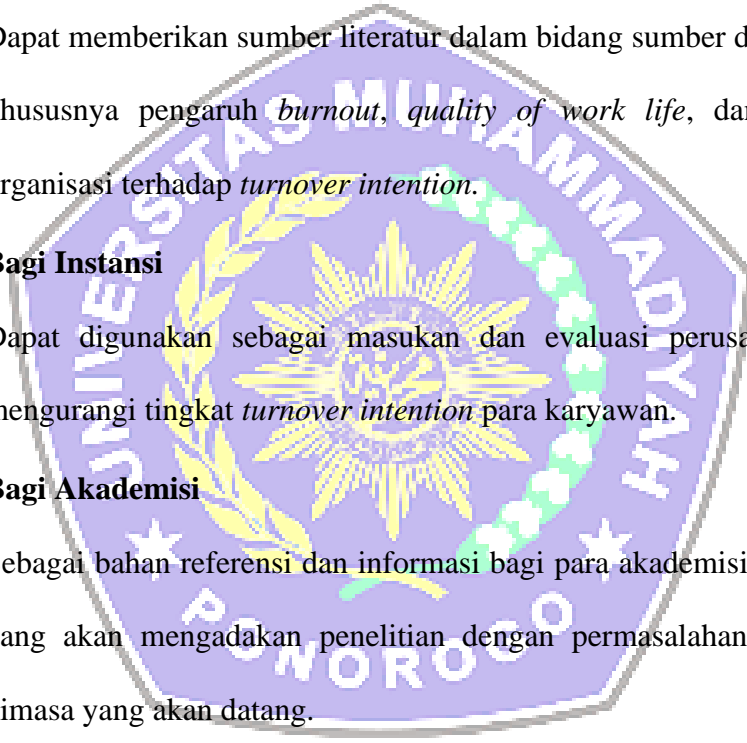 Dapat memberikan sumber literatur dalam bidang sumber d
hususnya pengaruh burnout, quality of work life, dan
rganisasi terhadap turnover intention.
Bagi Instansi
Dapat digunakan sebagai masukan dan evaluasi perusa
mengurangi tingkat turnover intention para karyawan.
Bagi Akademisi
ebagai bahan referensi dan informasi bagi para akademisi
yang akan mengadakan penelitian dengan permasalahan
imasa yang akan datang.
UNIVERSITAS MUHAMMADIYAH
PONOROGO